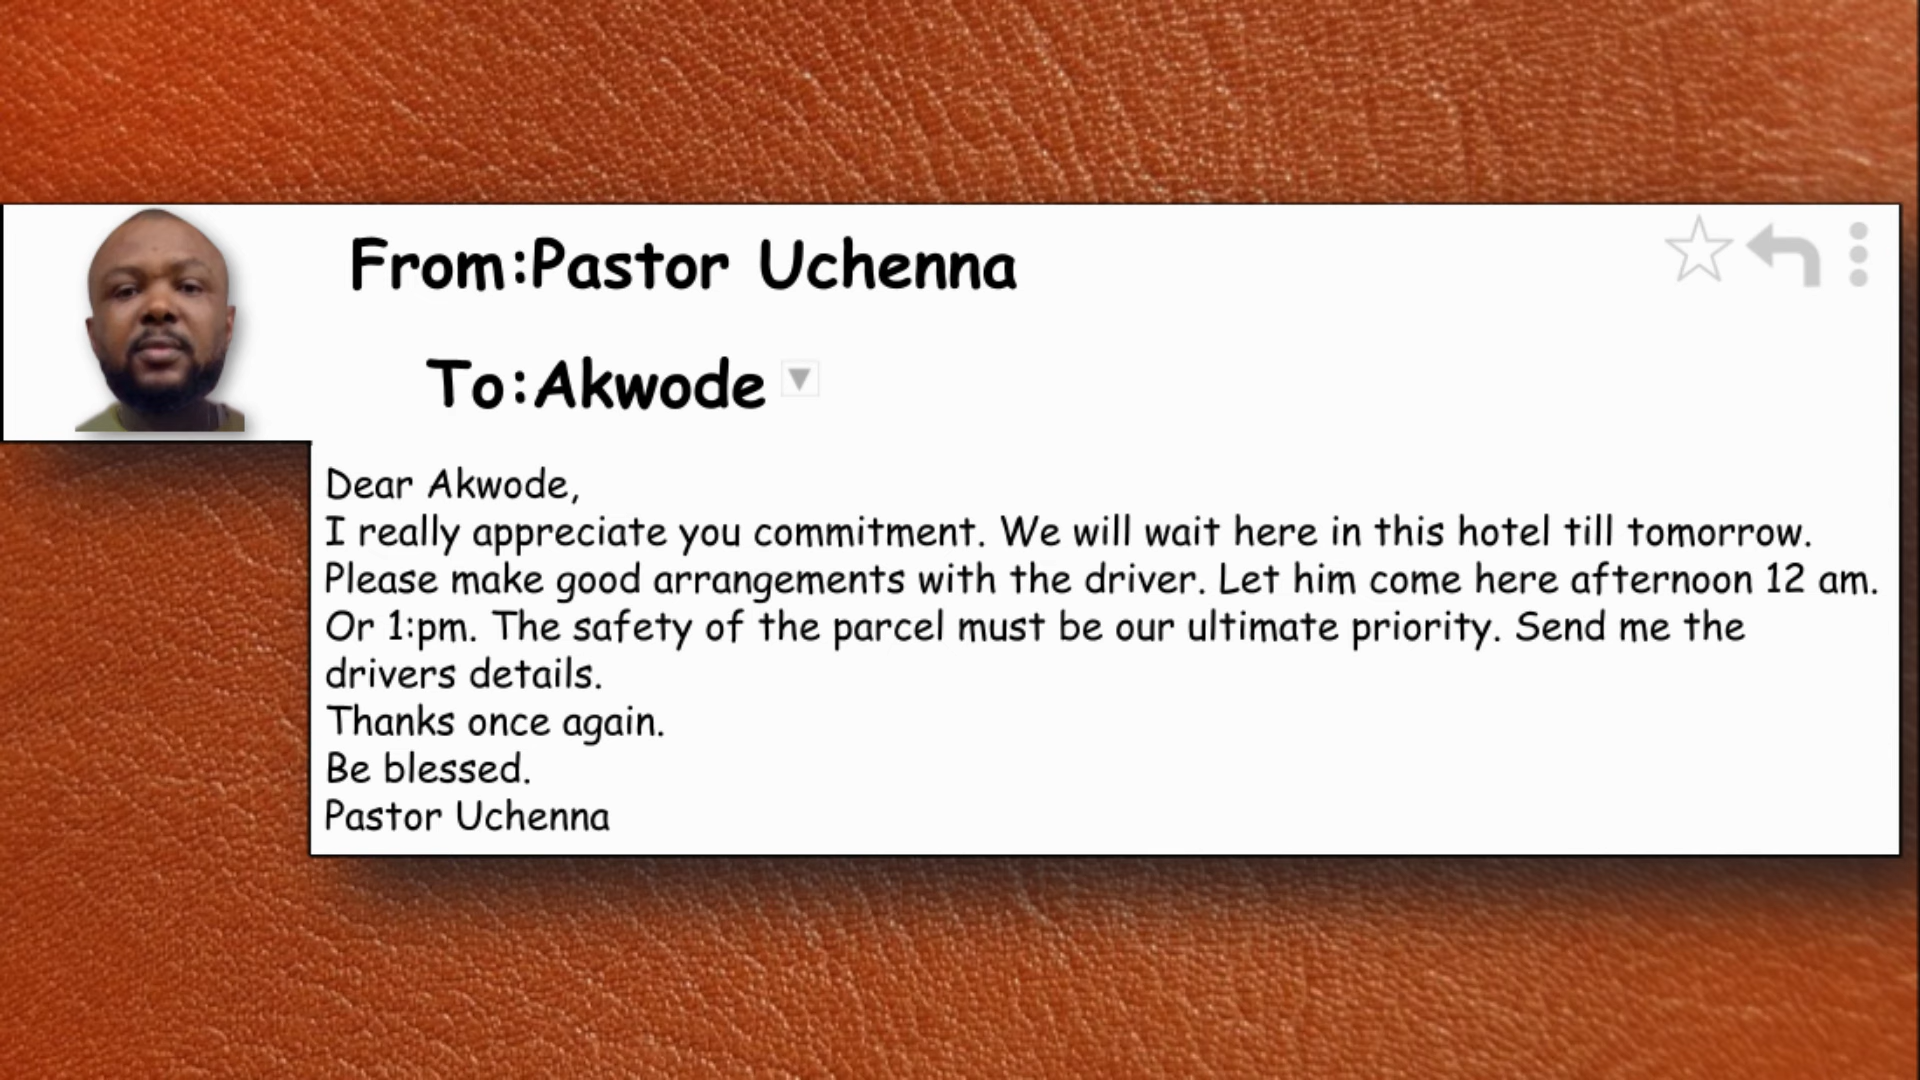 From:Pastor Uchenna
To:Akwode
Dear Akwode,
I really appreciate you commitment. We will wait here in this hotel till tomorrow.
Please make good arrangements with the driver. Let him come here afternoon 12 am.
Or 1:pm. The safety of the parcel must be our ultimate priority. Send me the
drivers details.
Thanks once again.
Be blessed.
Pastor Uchenna